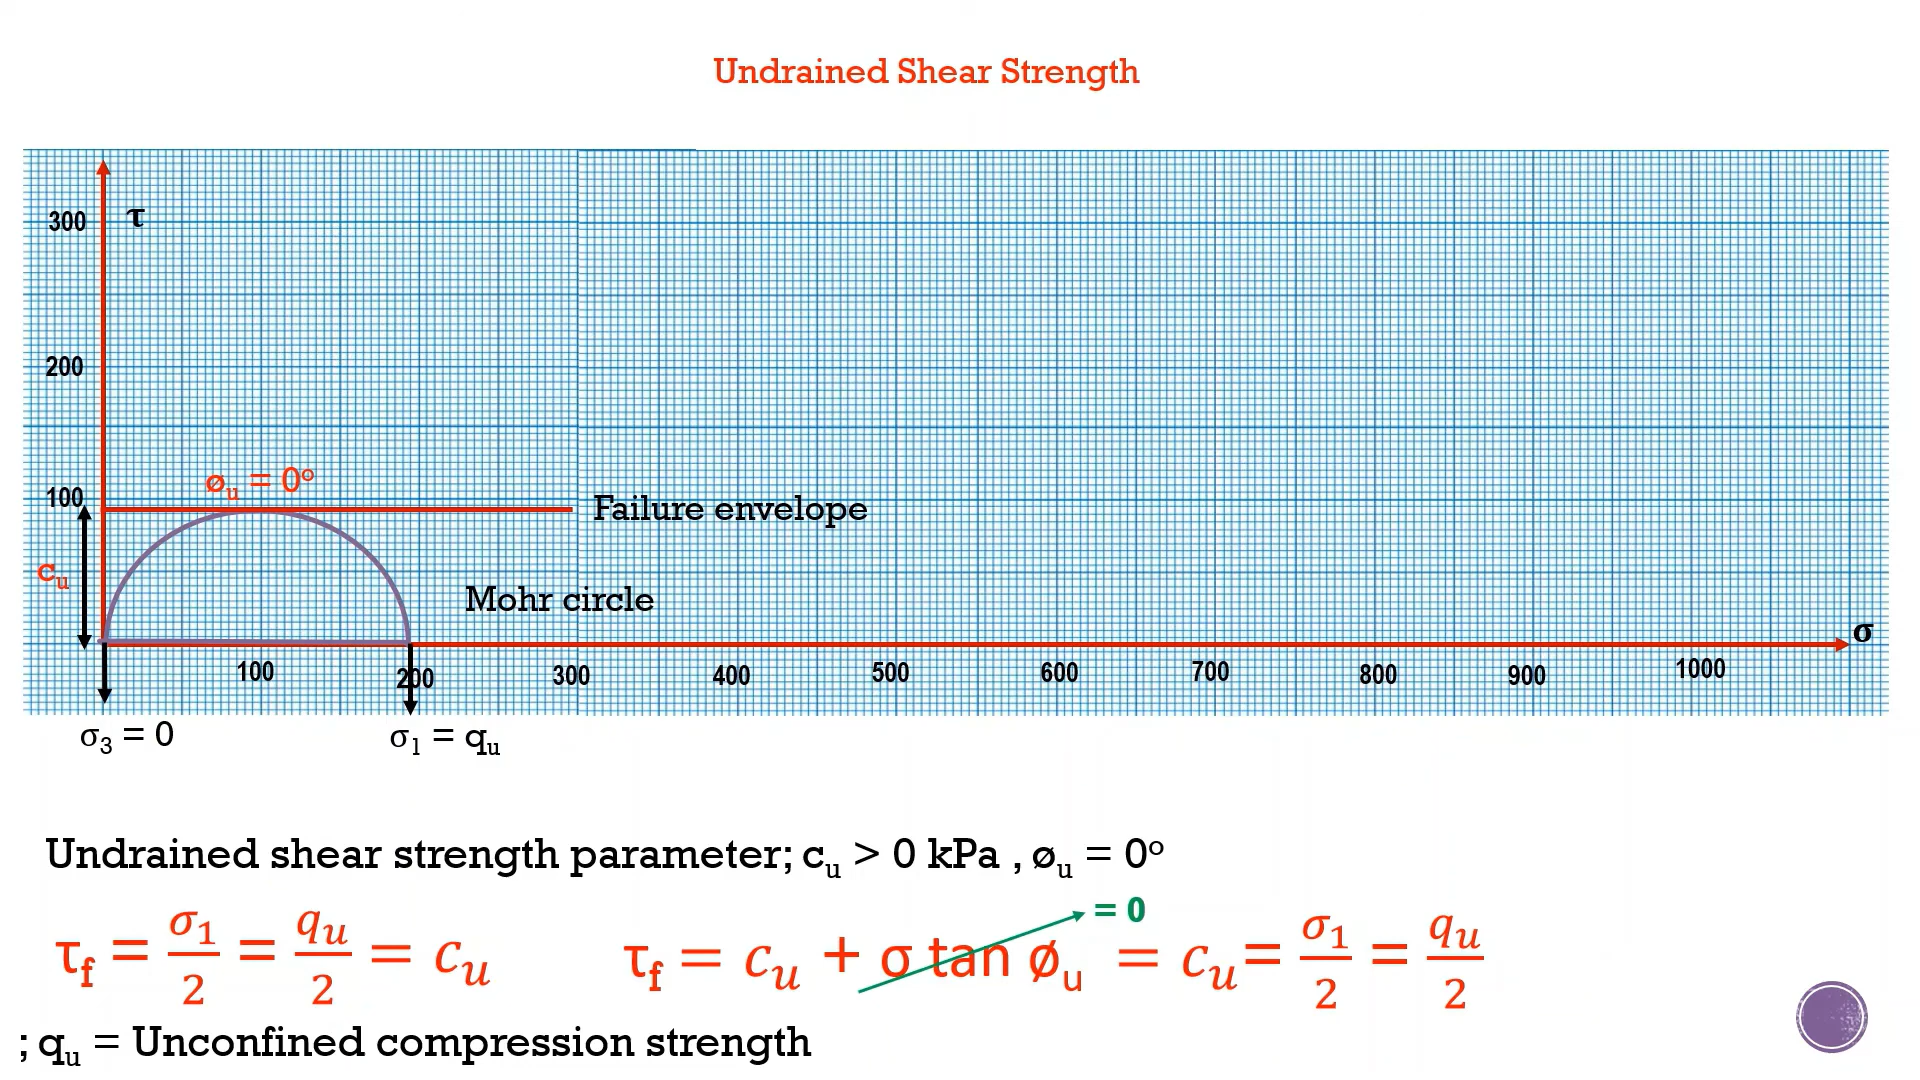 Undrained Shear Strength
τ
300
200
100
øᵤ = 0°
Failure envelope
cᵤ
Mohr circle
σ
100 200 300 400 500 600 700 800 900 1000
σ₃ = 0
σ₁ = qᵤ
Undrained shear strength parameter; cᵤ > 0 kPa , øᵤ = 0°
= 0
τf = σ₁/2 = qᵤ/2 = cᵤ
τf = cᵤ + σ tan øᵤ = cᵤ = σ₁/2 = qᵤ/2
; qᵤ = Unconfined compression strength